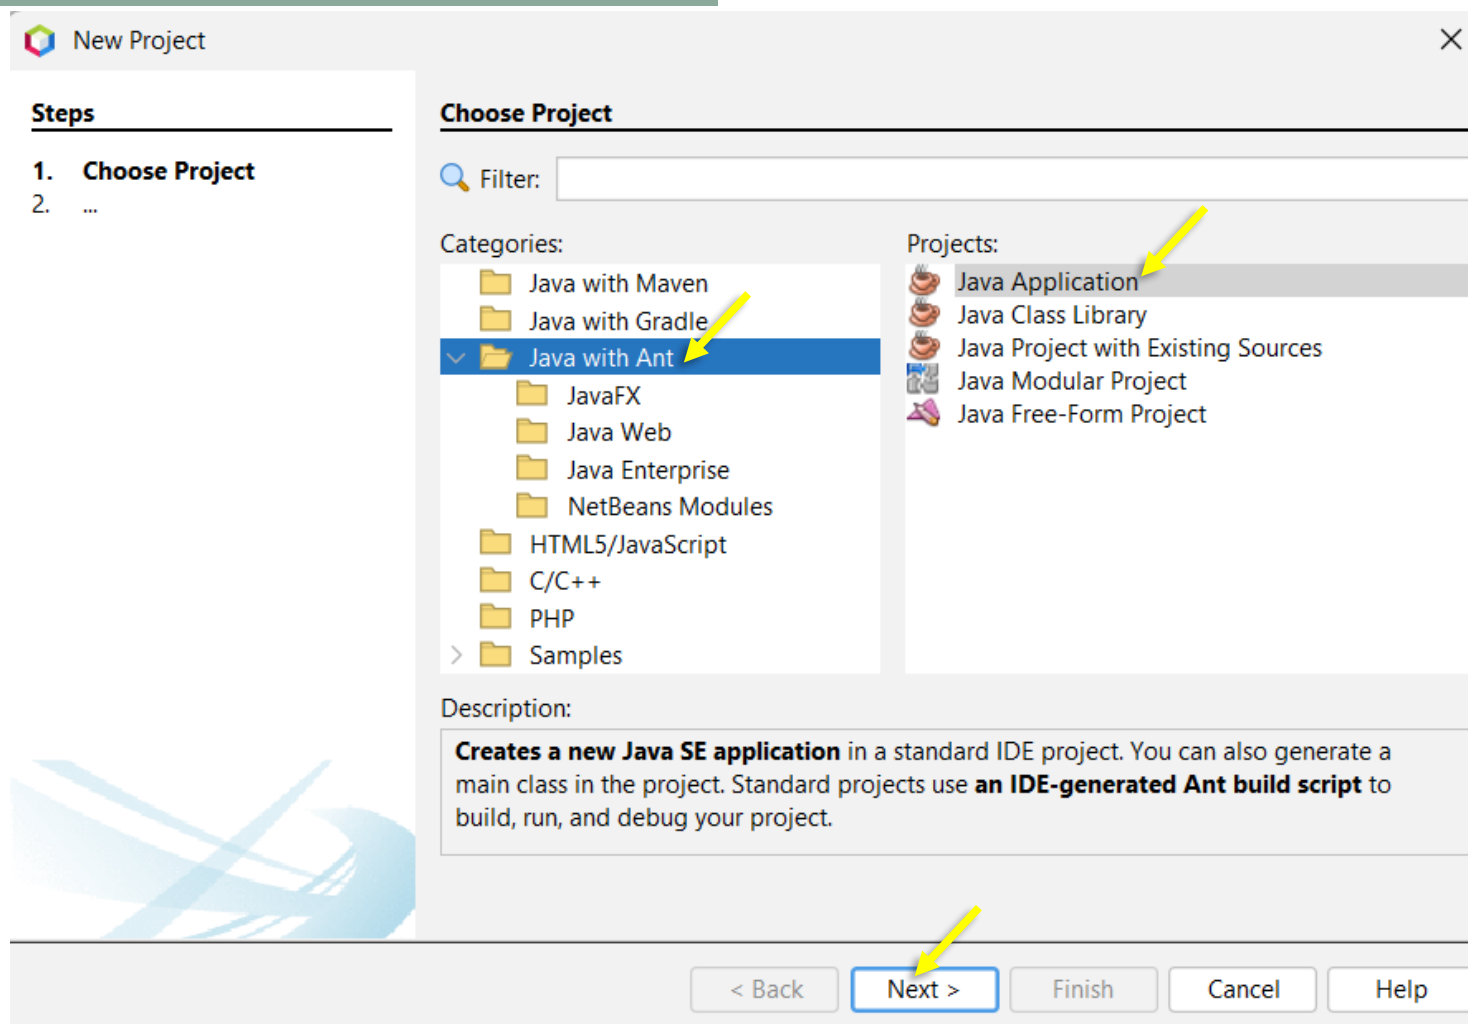 New Project
Steps
1. Choose Project
2. ...
Choose Project
Filter:
Categories:
Java with Maven
Java with Gradle
Java with Ant
JavaFX
Java Web
Java Enterprise
NetBeans Modules
HTML5/JavaScript
C/C++
PHP
Samples
Projects:
Java Application
Java Class Library
Java Project with Existing Sources
Java Modular Project
Java Free-Form Project
Description:
Creates a new Java SE application in a standard IDE project. You can also generate a
main class in the project. Standard projects use an IDE-generated Ant build script to
build, run, and debug your project.
< Back Next > Finish Cancel Help